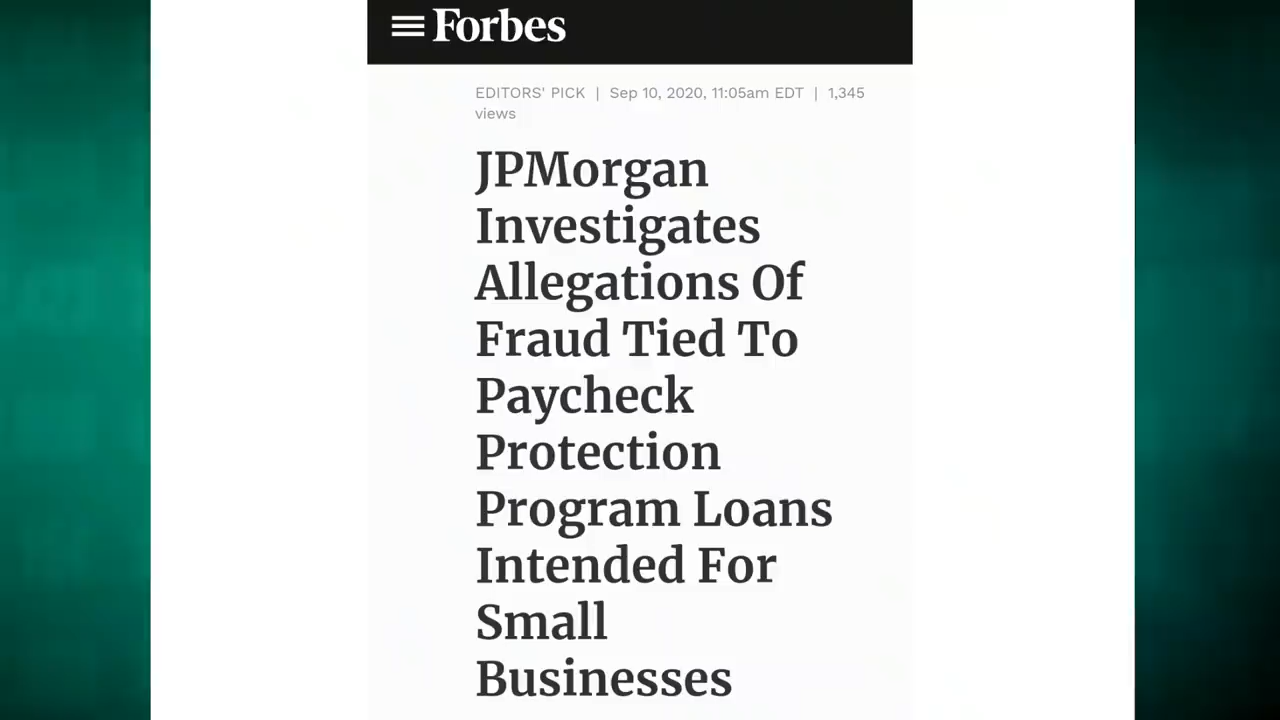 Forbes
EDITORS' PICK | Sep 10, 2020, 11:05am EDT | 1,345
views
JPMorgan
Investigates
Allegations Of
Fraud Tied To
Paycheck
Protection
Program Loans
Intended For
Small
Businesses